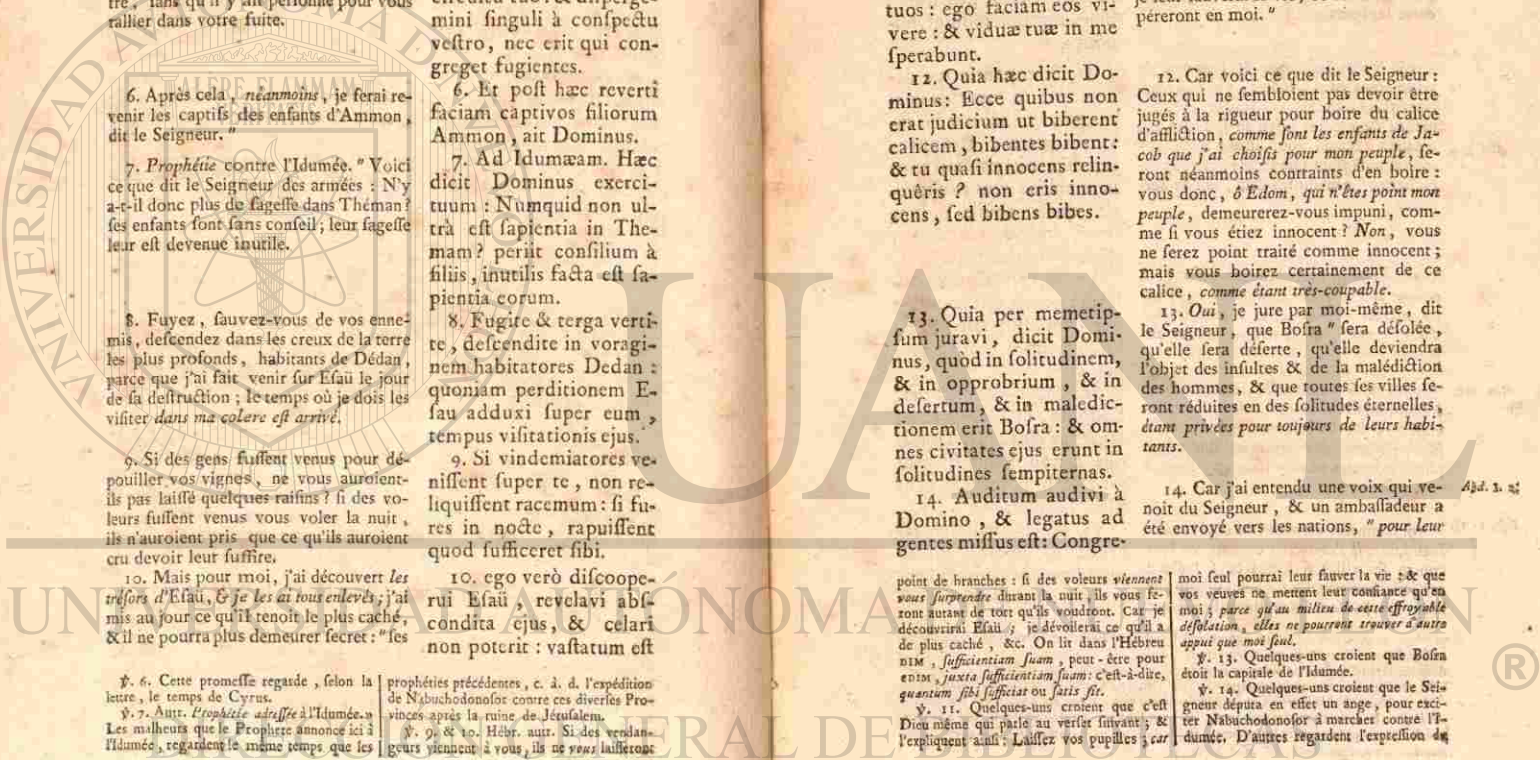 tre, sans qu'il y ait personne pour vous
rallier dans votre fuite.
6. Après cela, néanmoins, je ferai re-
venir les captifs des enfants d'Ammon,
dit le Seigneur. "
7. Prophétie contre l'Idumée. " Voici
ce que dit le Seigneur des armées : N'y
a-t-il donc plus de sageſſe dans Théman ?
ſes enfants ſont ſans conſeil ; leur ſageſſe
leur eſt devenue inutile.
8. Fuyez, ſauvez-vous de vos enne-
mis, deſcendez dans les creux de la terre
les plus profonds, habitants de Dédan,
parce que j'ai fait venir ſur Eſaü le jour
de ſa deſtruction ; le temps où je dois les
viſiter dans ma colere eſt arrivé.
9. Si des gens fuſſent venus pour dé-
pouiller vos vignes, ne vous auroient-
ils pas laiſſé quelques raiſins ? ſi des vo-
leurs fuſſent venus vous voler la nuit,
ils n'auroient pris que ce qu'ils auroient
cru devoir leur ſuffire.
10. Mais pour moi, j'ai découvert les
tréſors d'Eſaü, & je les ai tous enlevés ; j'ai
mis au jour ce qu'il tenoit le plus caché,
& il ne pourra plus demeurer ſecret : " ſes
mini ſinguli à conſpectu
veſtro, nec erit qui con-
greget fugientes.
6. Et poſt hæc reverti
faciam captivos filiorum
Ammon, ait Dominus.
7. Ad Idumæam. Hæc
dicit Dominus exerci-
tuum : Numquid non ul-
trà eſt ſapientia in The-
mam ? periit conſilium à
filiis, inutilis facta eſt ſa-
pientia eorum.
8. Fugite & terga verti-
te, deſcendite in voragi-
nem habitatores Dedan :
quoniam perditionem E-
ſau adduxi ſuper eum,
tempus viſitationis ejus.
9. Si vindemiatores ve-
niſſent ſuper te, non re-
liquiſſent racemum : ſi fu-
res in nocte, rapuiſſent
quod ſufficeret ſibi.
10. ego verò diſcoope-
rui Eſaü, revelavi abſ-
condita ejus, & celari
non poterit : vaſtatum eſt
℣. 6. Cette promeſſe regarde, ſelon la
lettre, le temps de Cyrus.
℣. 7. Autr. Prophétie adreſſée à l'Idumée.»
Les malheurs que le Prophete annonce ici à
l'Idumée, regardent le même temps que les
prophéties précédentes, c. à. d. l'expédition
de Nabuchodonoſor contre ces diverſes Pro-
vinces après la ruine de Jéruſalem.
℣. 9. & 10. Hébr. autr. Si des vendan-
geurs viennent à vous, ils ne vous laiſſeront
tuos : ego faciam eos vi-
vere : & viduæ tuæ in me
ſperabunt.
12. Quia hæc dicit Do-
minus : Ecce quibus non
erat judicium ut biberent
calicem, bibentes bibent :
& tu quaſi innocens relin-
quêris ? non eris inno-
cens, ſed bibens bibes.
13. Quia per memetip-
ſum juravi, dicit Domi-
nus, quòd in ſolitudinem,
& in opprobrium, & in
deſertum, & in maledic-
tionem erit Boſra : & om-
nes civitates ejus erunt in
ſolitudines ſempiternas.
14. Auditum audivi à
Domino, & legatus ad
gentes miſſus eſt : Congre-
péreront en moi. "
12. Car voici ce que dit le Seigneur :
Ceux qui ne ſembloient pas devoir être
jugés à la rigueur pour boire du calice
d'affliction, comme ſont les enfants de Ja-
cob que j'ai choiſis pour mon peuple, ſe-
ront néanmoins contraints d'en boire :
vous donc, ô Edom, qui n'êtes point mon
peuple, demeurerez-vous impuni, com-
me ſi vous étiez innocent ? Non, vous
ne ſerez point traité comme innocent ;
mais vous boirez certainement de ce
calice, comme étant très-coupable.
13. Oui, je jure par moi-même, dit
le Seigneur, que Boſra " ſera déſolée,
qu'elle ſera déſerte, qu'elle deviendra
l'objet des inſultes & de la malédiction
des hommes, & que toutes ſes villes ſe-
ront réduites en des ſolitudes éternelles,
étant privées pour toujours de leurs habi-
tants.
14. Car j'ai entendu une voix qui ve-
noit du Seigneur, & un ambaſſadeur a
été envoyé vers les nations, " pour leur
Abd. 1. 2.
point de branches : ſi des voleurs viennent
vous ſurprendre durant la nuit, ils vous fe-
ront autant de tort qu'ils voudront. Car je
découvrirai Eſaü ; je dévoilerai ce qu'il a
de plus caché, &c. On lit dans l'Hébreu
DIM, ſufficientiam ſuam, peut-être pour
EDIM, juxta ſufficientiam ſuam : c'eſt-à-dire,
quantum ſibi ſufficiat ou ſatis ſit.
℣. 11. Quelques-uns croient que c'eſt
Dieu même qui parle au verſet ſuivant ; &
l'expliquent ainſi : Laiſſez vos pupilles ; car
moi ſeul pourrai leur ſauver la vie : & que
vos veuves ne mettent leur confiance qu'en
moi ; parce qu'au milieu de cette effroyable
déſolation, elles ne pourront trouver d'autre
appui que moi ſeul.
℣. 13. Quelques-uns croient que Boſra
étoit la capitale de l'Idumée.
℣. 14. Quelques-uns croient que le Sei-
gneur députa en effet un ange, pour exci-
ter Nabuchodonoſor à marcher contre l'I-
dumée. D'autres regardent l'expreſſion de
ALERE FLAMMAM
VERITATIS
UANL
UNIVERSIDAD AUTÓNOMA DE NUEVO LEÓN
®
DIRECCIÓN GENERAL DE BIBLIOTECAS